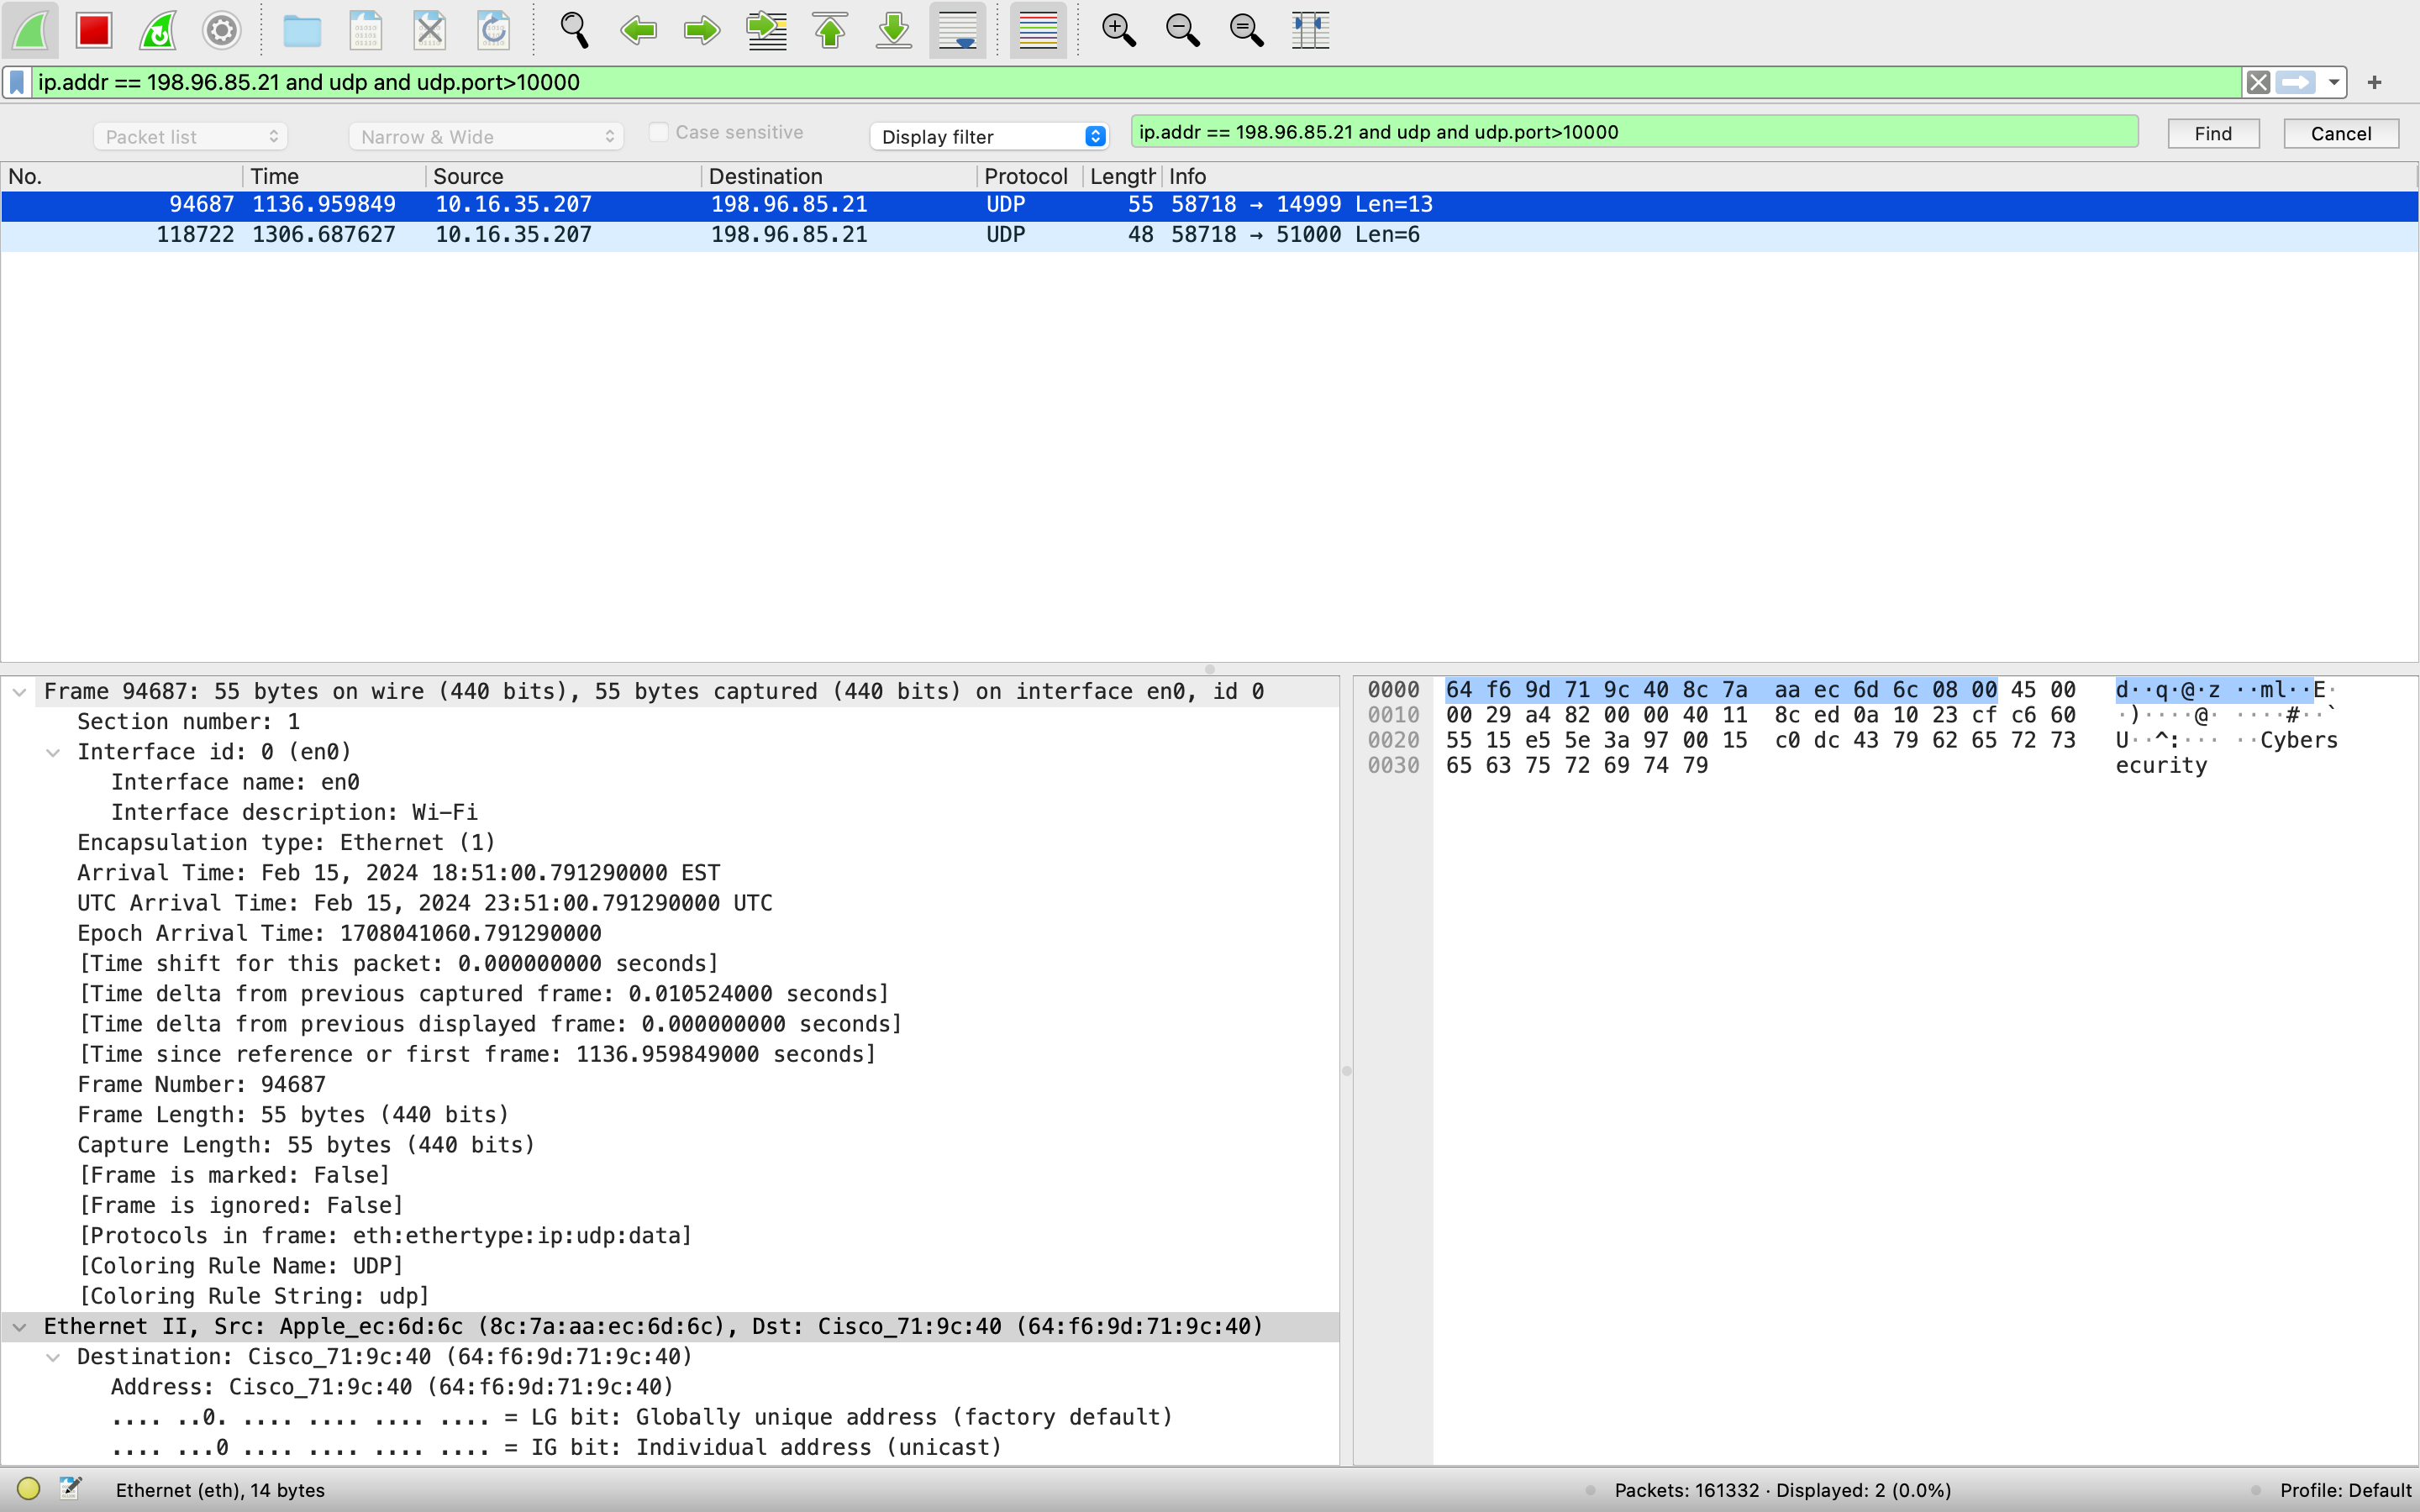 ip.addr == 198.96.85.21 and udp and udp.port>10000
Packet list Narrow & Wide Case sensitive Display filter ip.addr == 198.96.85.21 and udp and udp.port>10000 Find Cancel
No. Time Source Destination Protocol Length Info
94687 1136.959849 10.16.35.207 198.96.85.21 UDP 55 58718 → 14999 Len=13
118722 1306.687627 10.16.35.207 198.96.85.21 UDP 48 58718 → 51000 Len=6
Frame 94687: 55 bytes on wire (440 bits), 55 bytes captured (440 bits) on interface en0, id 0
Section number: 1
Interface id: 0 (en0)
Interface name: en0
Interface description: Wi-Fi
Encapsulation type: Ethernet (1)
Arrival Time: Feb 15, 2024 18:51:00.791290000 EST
UTC Arrival Time: Feb 15, 2024 23:51:00.791290000 UTC
Epoch Arrival Time: 1708041060.791290000
[Time shift for this packet: 0.000000000 seconds]
[Time delta from previous captured frame: 0.010524000 seconds]
[Time delta from previous displayed frame: 0.000000000 seconds]
[Time since reference or first frame: 1136.959849000 seconds]
Frame Number: 94687
Frame Length: 55 bytes (440 bits)
Capture Length: 55 bytes (440 bits)
[Frame is marked: False]
[Frame is ignored: False]
[Protocols in frame: eth:ethertype:ip:udp:data]
[Coloring Rule Name: UDP]
[Coloring Rule String: udp]
Ethernet II, Src: Apple_ec:6d:6c (8c:7a:aa:ec:6d:6c), Dst: Cisco_71:9c:40 (64:f6:9d:71:9c:40)
Destination: Cisco_71:9c:40 (64:f6:9d:71:9c:40)
Address: Cisco_71:9c:40 (64:f6:9d:71:9c:40)
.... ..0. .... .... .... .... = LG bit: Globally unique address (factory default)
.... ...0 .... .... .... .... = IG bit: Individual address (unicast)
0000 64 f6 9d 71 9c 40 8c 7a aa ec 6d 6c 08 00 45 00 d··q·@·z ··ml··E·
0010 00 29 a4 82 00 00 40 11 8c ed 0a 10 23 cf c6 60 ·)····@· ····#··`
0020 55 15 e5 5e 3a 97 00 15 c0 dc 43 79 62 65 72 73 U··^:··· ··Cybers
0030 65 63 75 72 69 74 79 ecurity
Ethernet (eth), 14 bytes Packets: 161332 · Displayed: 2 (0.0%) Profile: Default